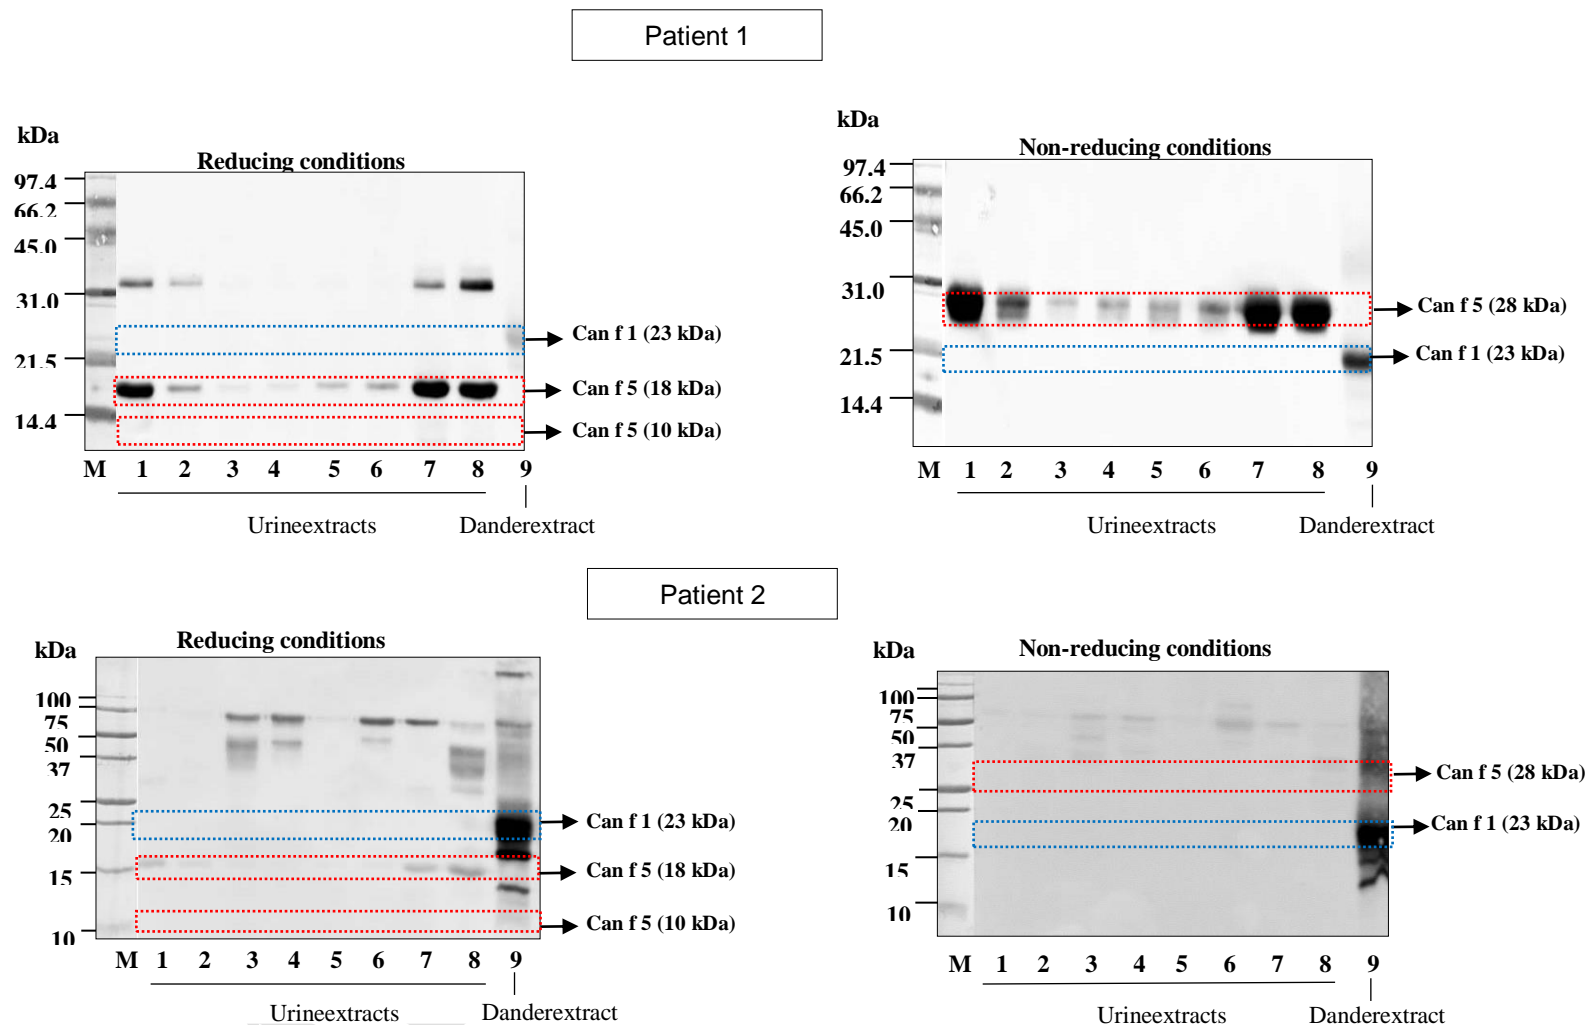 Patient 1
kDa
Reducing conditions
97.4
66.2
45.0
31.0
21.5
14.4
Can f 1 (23 kDa)
Can f 5 (18 kDa)
Can f 5 (10 kDa)
M 1 2 3 4 5 6 7 8 9
Urineextracts Danderextract
kDa
Non-reducing conditions
97.4
66.2
45.0
31.0
21.5
14.4
Can f 5 (28 kDa)
Can f 1 (23 kDa)
M 1 2 3 4 5 6 7 8 9
Urineextracts Danderextract
Patient 2
kDa
Reducing conditions
100
75
50
37
25
20
15
10
Can f 1 (23 kDa)
Can f 5 (18 kDa)
Can f 5 (10 kDa)
M 1 2 3 4 5 6 7 8 9
Urineextracts Danderextract
kDa
Non-reducing conditions
100
75
50
37
25
20
15
10
Can f 5 (28 kDa)
Can f 1 (23 kDa)
M 1 2 3 4 5 6 7 8 9
Urineextracts Danderextract